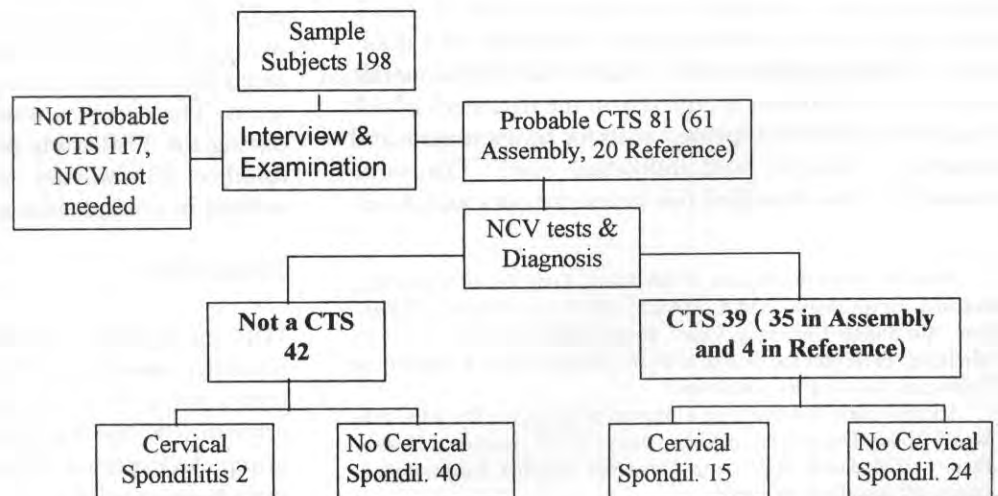 Sample
Subjects 198
Not Probable
CTS 117,
NCV not
needed
Interview &
Examination
Probable CTS 81 (61
Assembly, 20 Reference)
NCV tests &
Diagnosis
Not a CTS
42
CTS 39 ( 35 in Assembly
and 4 in Reference)
Cervical
Spondilitis 2
No Cervical
Spondil. 40
Cervical
Spondil. 15
No Cervical
Spondil. 24